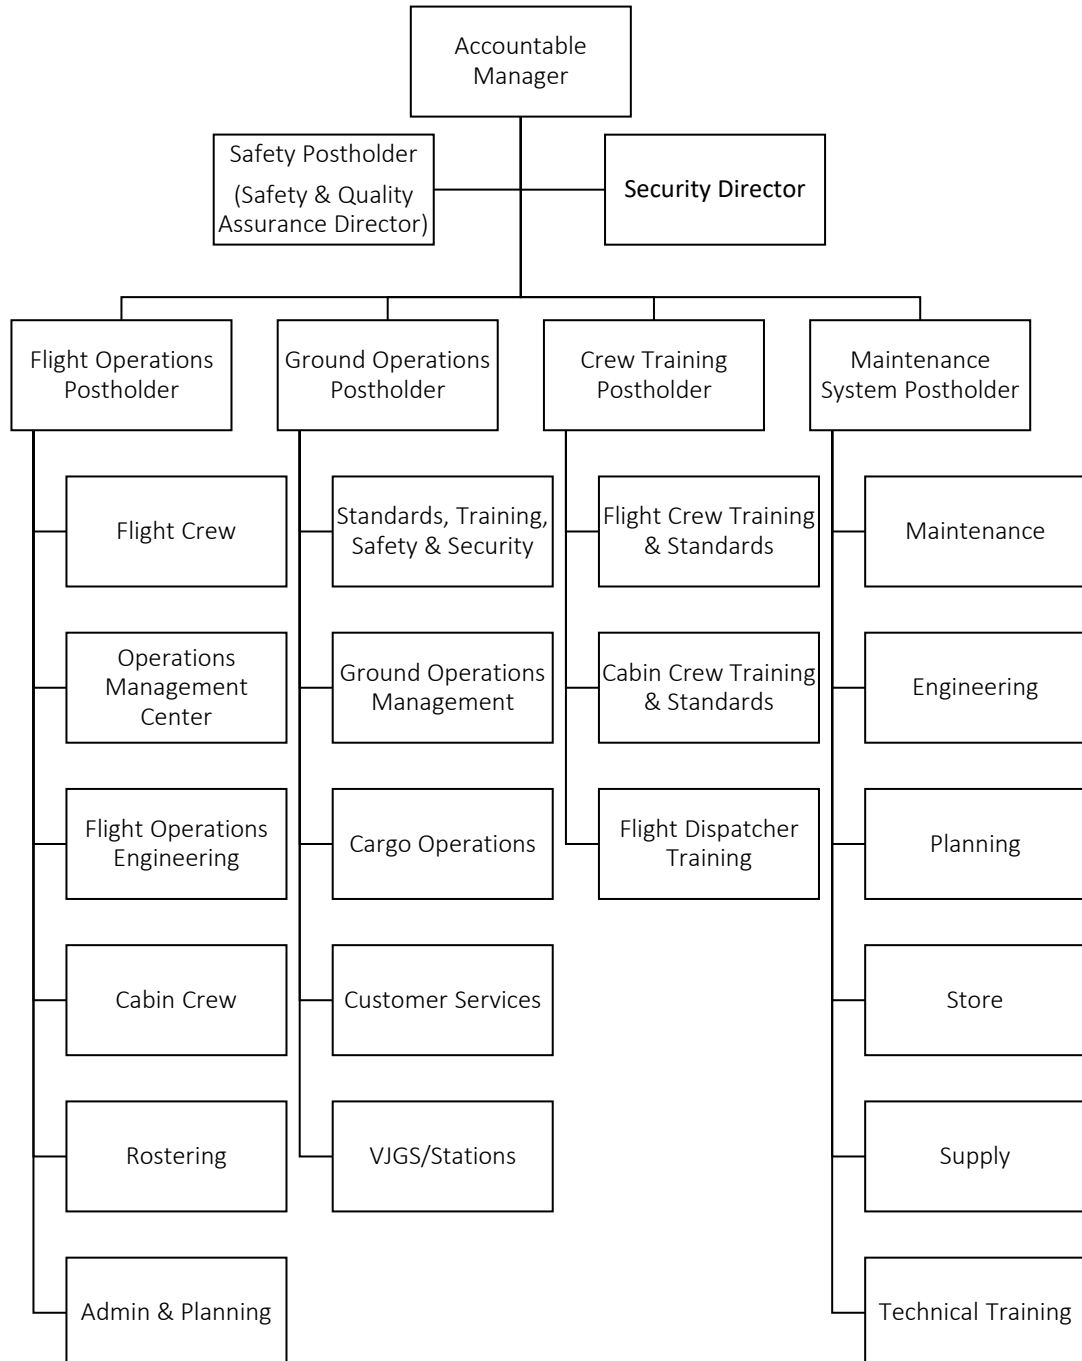 Accountable
Manager
Safety Postholder
(Safety & Quality
Assurance Director)
Security Director
Flight Operations
Postholder
Ground Operations
Postholder
Crew Training
Postholder
Maintenance
System Postholder
Flight Crew
Standards, Training,
Safety & Security
Flight Crew Training
& Standards
Maintenance
Operations
Management
Center
Ground Operations
Management
Cabin Crew Training
& Standards
Engineering
Flight Operations
Engineering
Cargo Operations
Flight Dispatcher
Training
Planning
Cabin Crew
Customer Services
Store
Rostering
VJGS/Stations
Supply
Admin & Planning
Technical Training